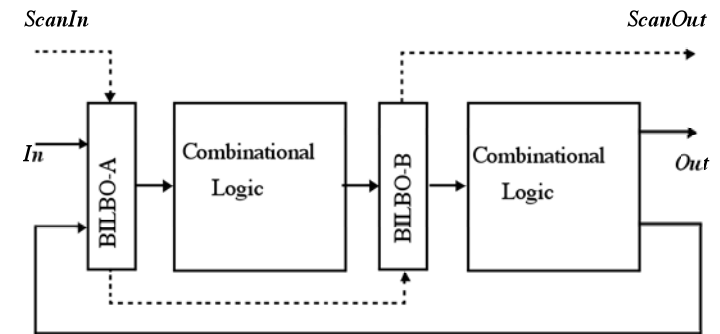 ScanIn
ScanOut
In
BILBO-A
Combinational
Logic
BILBO-B
Combinational
Logic
Out